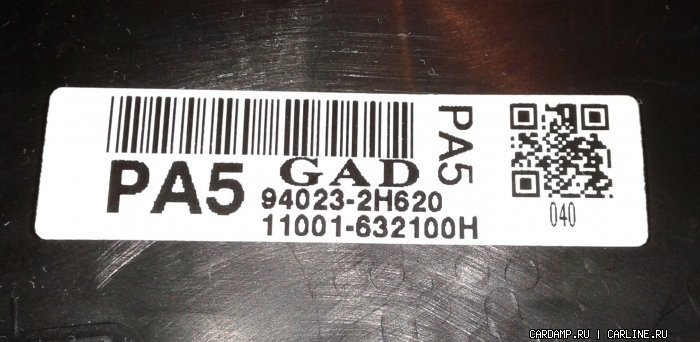 PA5
GAD
94023-2H620
11001-632100H
PA5
040
CARDAMP.RU | CARLINE.RU